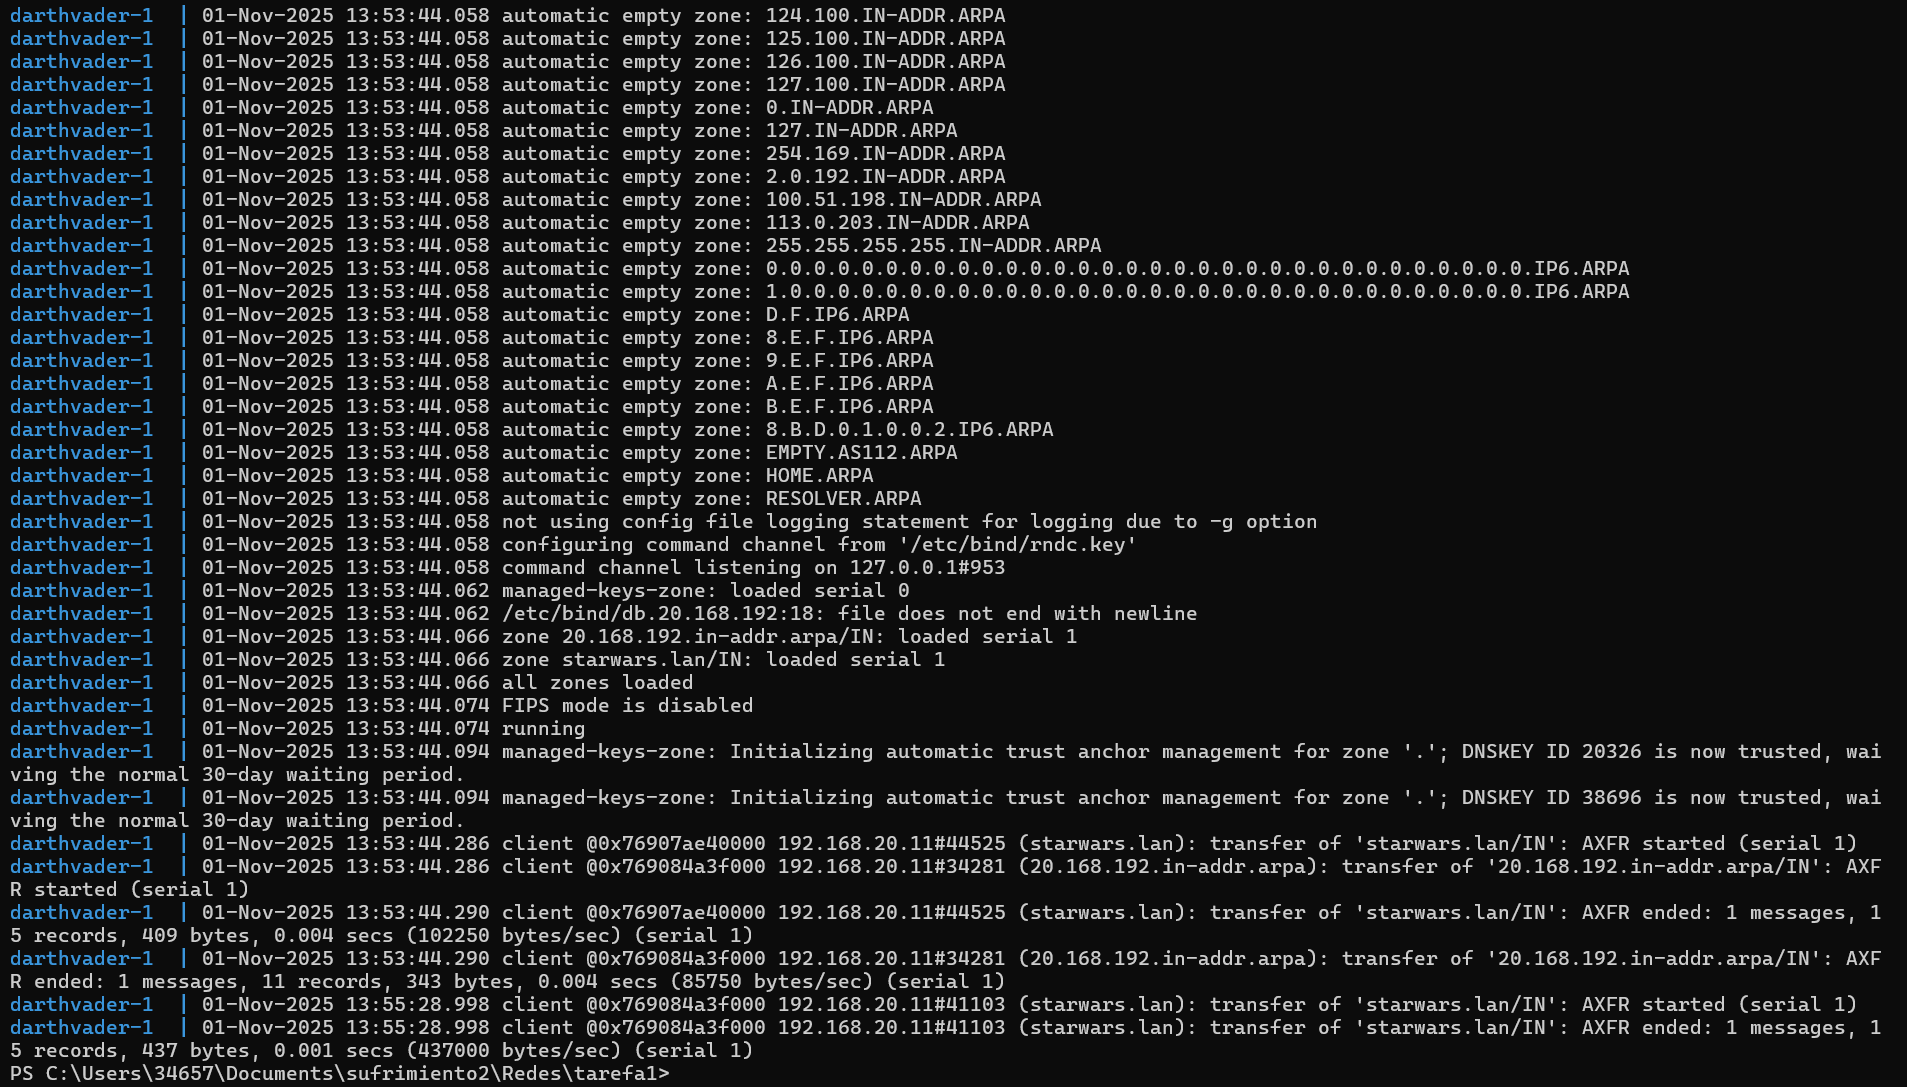 darthvader-1  | 01-Nov-2025 13:53:44.058 automatic empty zone: 124.100.IN-ADDR.ARPA
darthvader-1  | 01-Nov-2025 13:53:44.058 automatic empty zone: 125.100.IN-ADDR.ARPA
darthvader-1  | 01-Nov-2025 13:53:44.058 automatic empty zone: 126.100.IN-ADDR.ARPA
darthvader-1  | 01-Nov-2025 13:53:44.058 automatic empty zone: 127.100.IN-ADDR.ARPA
darthvader-1  | 01-Nov-2025 13:53:44.058 automatic empty zone: 0.IN-ADDR.ARPA
darthvader-1  | 01-Nov-2025 13:53:44.058 automatic empty zone: 127.IN-ADDR.ARPA
darthvader-1  | 01-Nov-2025 13:53:44.058 automatic empty zone: 254.169.IN-ADDR.ARPA
darthvader-1  | 01-Nov-2025 13:53:44.058 automatic empty zone: 2.0.192.IN-ADDR.ARPA
darthvader-1  | 01-Nov-2025 13:53:44.058 automatic empty zone: 100.51.198.IN-ADDR.ARPA
darthvader-1  | 01-Nov-2025 13:53:44.058 automatic empty zone: 113.0.203.IN-ADDR.ARPA
darthvader-1  | 01-Nov-2025 13:53:44.058 automatic empty zone: 255.255.255.255.IN-ADDR.ARPA
darthvader-1  | 01-Nov-2025 13:53:44.058 automatic empty zone: 0.0.0.0.0.0.0.0.0.0.0.0.0.0.0.0.0.0.0.0.0.0.0.0.0.0.0.0.0.0.0.0.IP6.ARPA
darthvader-1  | 01-Nov-2025 13:53:44.058 automatic empty zone: 1.0.0.0.0.0.0.0.0.0.0.0.0.0.0.0.0.0.0.0.0.0.0.0.0.0.0.0.0.0.0.0.IP6.ARPA
darthvader-1  | 01-Nov-2025 13:53:44.058 automatic empty zone: D.F.IP6.ARPA
darthvader-1  | 01-Nov-2025 13:53:44.058 automatic empty zone: 8.E.F.IP6.ARPA
darthvader-1  | 01-Nov-2025 13:53:44.058 automatic empty zone: 9.E.F.IP6.ARPA
darthvader-1  | 01-Nov-2025 13:53:44.058 automatic empty zone: A.E.F.IP6.ARPA
darthvader-1  | 01-Nov-2025 13:53:44.058 automatic empty zone: B.E.F.IP6.ARPA
darthvader-1  | 01-Nov-2025 13:53:44.058 automatic empty zone: 8.B.D.0.1.0.0.2.IP6.ARPA
darthvader-1  | 01-Nov-2025 13:53:44.058 automatic empty zone: EMPTY.AS112.ARPA
darthvader-1  | 01-Nov-2025 13:53:44.058 automatic empty zone: HOME.ARPA
darthvader-1  | 01-Nov-2025 13:53:44.058 automatic empty zone: RESOLVER.ARPA
darthvader-1  | 01-Nov-2025 13:53:44.058 not using config file logging statement for logging due to -g option
darthvader-1  | 01-Nov-2025 13:53:44.058 configuring command channel from '/etc/bind/rndc.key'
darthvader-1  | 01-Nov-2025 13:53:44.058 command channel listening on 127.0.0.1#953
darthvader-1  | 01-Nov-2025 13:53:44.062 managed-keys-zone: loaded serial 0
darthvader-1  | 01-Nov-2025 13:53:44.062 /etc/bind/db.20.168.192:18: file does not end with newline
darthvader-1  | 01-Nov-2025 13:53:44.066 zone 20.168.192.in-addr.arpa/IN: loaded serial 1
darthvader-1  | 01-Nov-2025 13:53:44.066 zone starwars.lan/IN: loaded serial 1
darthvader-1  | 01-Nov-2025 13:53:44.066 all zones loaded
darthvader-1  | 01-Nov-2025 13:53:44.074 FIPS mode is disabled
darthvader-1  | 01-Nov-2025 13:53:44.074 running
darthvader-1  | 01-Nov-2025 13:53:44.094 managed-keys-zone: Initializing automatic trust anchor management for zone '.'; DNSKEY ID 20326 is now trusted, wai
ving the normal 30-day waiting period.
darthvader-1  | 01-Nov-2025 13:53:44.094 managed-keys-zone: Initializing automatic trust anchor management for zone '.'; DNSKEY ID 38696 is now trusted, wai
ving the normal 30-day waiting period.
darthvader-1  | 01-Nov-2025 13:53:44.286 client @0x76907ae40000 192.168.20.11#44525 (starwars.lan): transfer of 'starwars.lan/IN': AXFR started (serial 1)
darthvader-1  | 01-Nov-2025 13:53:44.286 client @0x769084a3f000 192.168.20.11#34281 (20.168.192.in-addr.arpa): transfer of '20.168.192.in-addr.arpa/IN': AXF
R started (serial 1)
darthvader-1  | 01-Nov-2025 13:53:44.290 client @0x76907ae40000 192.168.20.11#44525 (starwars.lan): transfer of 'starwars.lan/IN': AXFR ended: 1 messages, 1
5 records, 409 bytes, 0.004 secs (102250 bytes/sec) (serial 1)
darthvader-1  | 01-Nov-2025 13:53:44.290 client @0x769084a3f000 192.168.20.11#34281 (20.168.192.in-addr.arpa): transfer of '20.168.192.in-addr.arpa/IN': AXF
R ended: 1 messages, 11 records, 343 bytes, 0.004 secs (85750 bytes/sec) (serial 1)
darthvader-1  | 01-Nov-2025 13:55:28.998 client @0x769084a3f000 192.168.20.11#41103 (starwars.lan): transfer of 'starwars.lan/IN': AXFR started (serial 1)
darthvader-1  | 01-Nov-2025 13:55:28.998 client @0x769084a3f000 192.168.20.11#41103 (starwars.lan): transfer of 'starwars.lan/IN': AXFR ended: 1 messages, 1
5 records, 437 bytes, 0.001 secs (437000 bytes/sec) (serial 1)
PS C:\Users\34657\Documents\sufrimiento2\Redes\tarefa1>